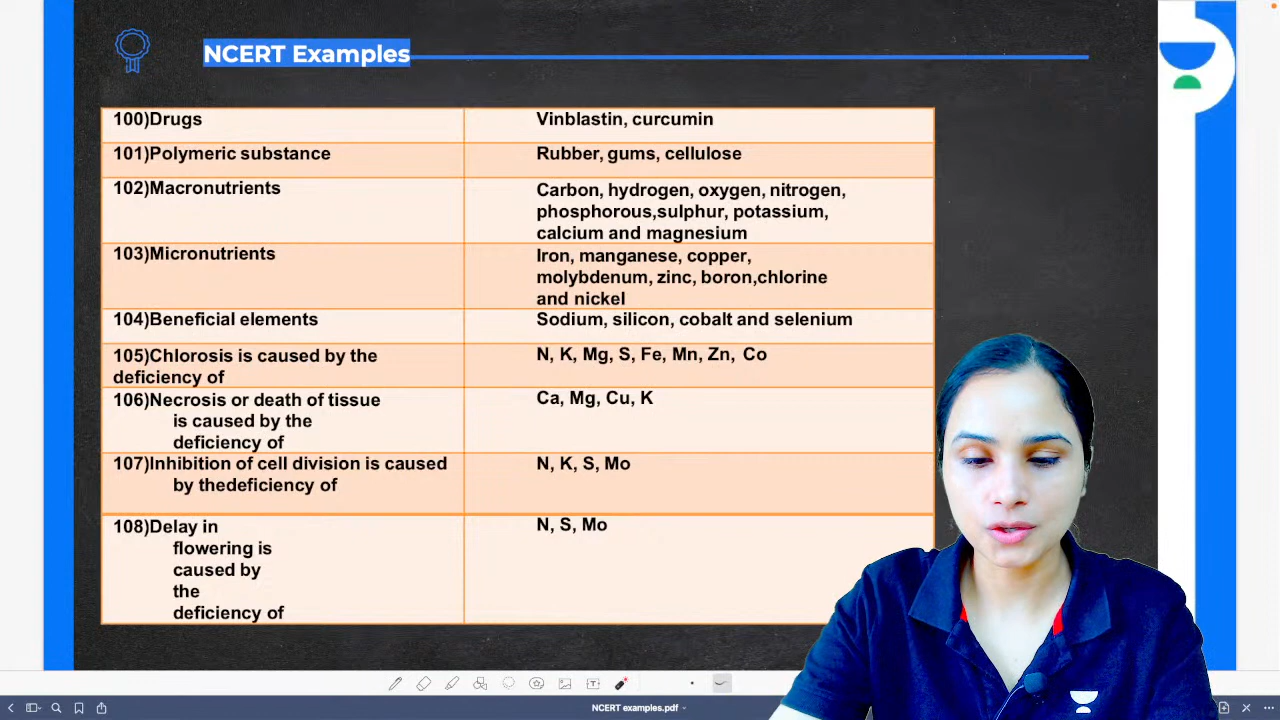 NCERT Examples
100)Drugs
Vinblastin, curcumin
101)Polymeric substance
Rubber, gums, cellulose
102)Macronutrients
Carbon, hydrogen, oxygen, nitrogen,
phosphorous,sulphur, potassium,
calcium and magnesium
103)Micronutrients
Iron, manganese, copper,
molybdenum, zinc, boron,chlorine
and nickel
104)Beneficial elements
Sodium, silicon, cobalt and selenium
105)Chlorosis is caused by the
deficiency of
N, K, Mg, S, Fe, Mn, Zn, Co
106)Necrosis or death of tissue
is caused by the
deficiency of
Ca, Mg, Cu, K
107)Inhibition of cell division is caused
by thedeficiency of
N, K, S, Mo
108)Delay in
flowering is
caused by
the
deficiency of
N, S, Mo
NCERT examples.pdf